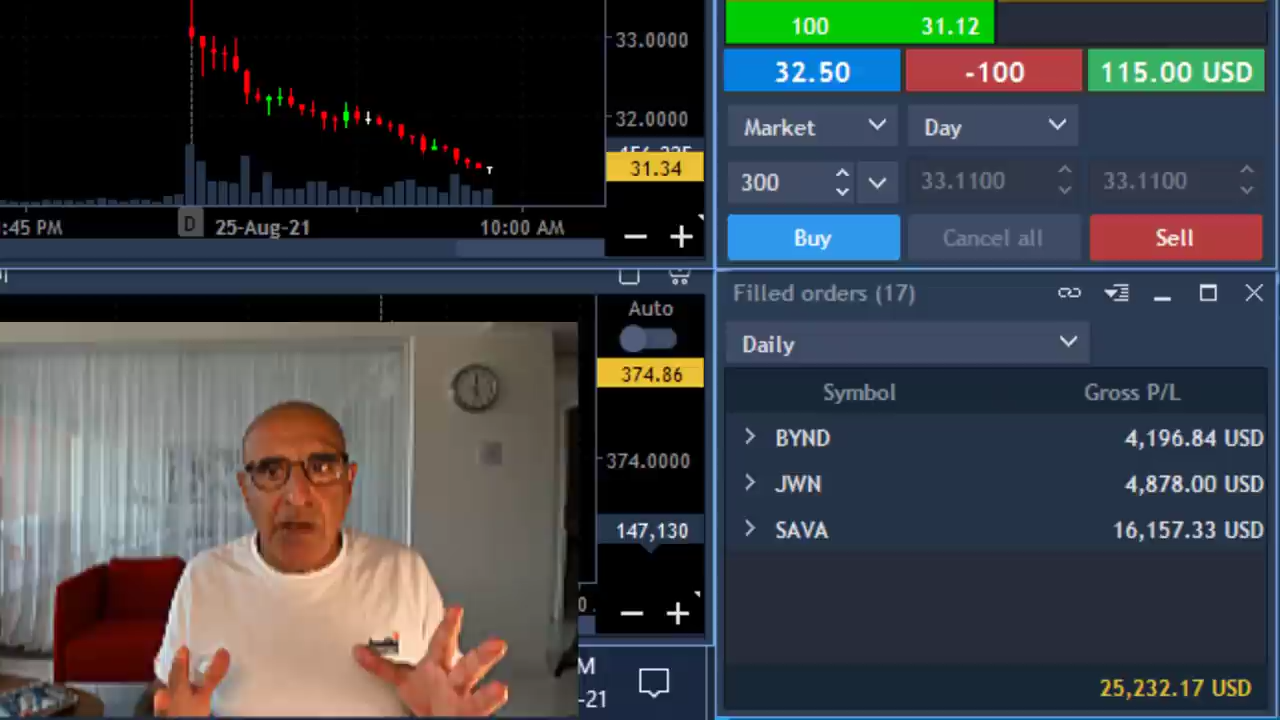 33.0000
32.0000
31.34
:45 PM
D
25-Aug-21
10:00 AM
100 31.12
32.50 -100 115.00 USD
Market Day
300 33.1100 33.1100
Buy Cancel all Sell
Auto
374.86
374.0000
147,130
M
-21
Filled orders (17)
Daily
Symbol Gross P/L
BYND 4,196.84 USD
JWN 4,878.00 USD
SAVA 16,157.33 USD
25,232.17 USD